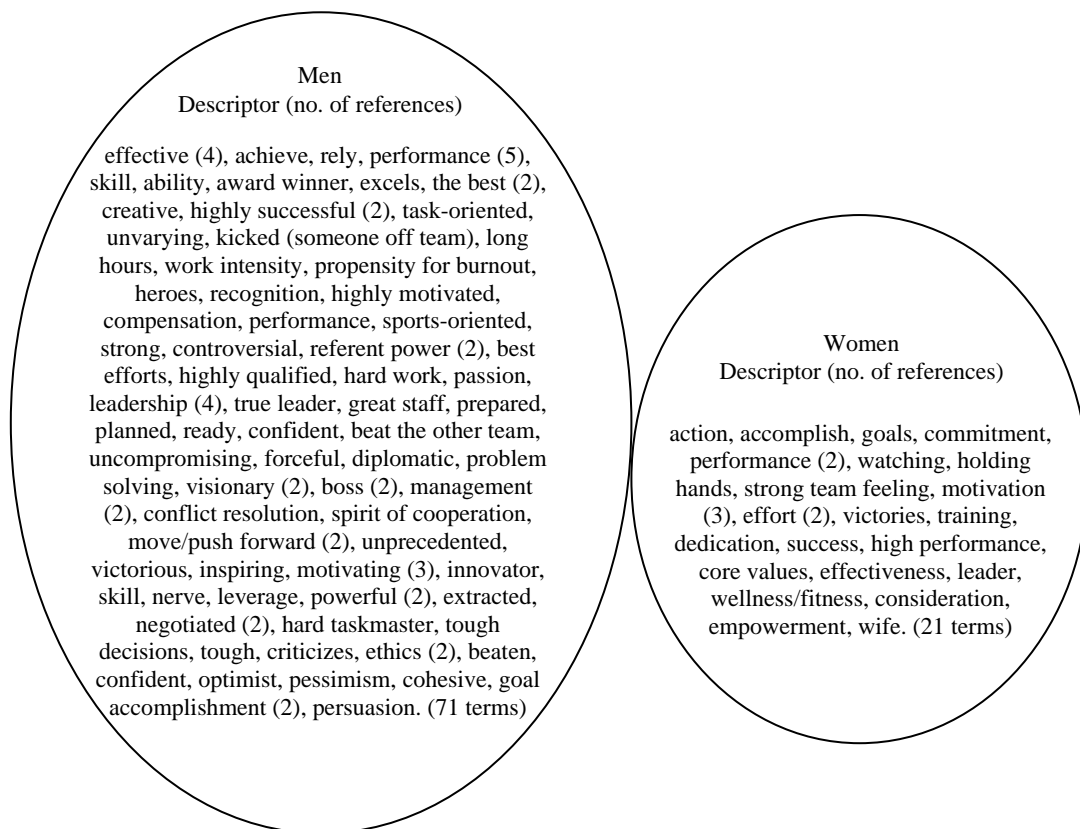 Men
Descriptor (no. of references)
effective (4), achieve, rely, performance (5),
skill, ability, award winner, excels, the best (2),
creative, highly successful (2), task-oriented,
unvarying, kicked (someone off team), long
hours, work intensity, propensity for burnout,
heroes, recognition, highly motivated,
compensation, performance, sports-oriented,
strong, controversial, referent power (2), best
efforts, highly qualified, hard work, passion,
leadership (4), true leader, great staff, prepared,
planned, ready, confident, beat the other team,
uncompromising, forceful, diplomatic, problem
solving, visionary (2), boss (2), management
(2), conflict resolution, spirit of cooperation,
move/push forward (2), unprecedented,
victorious, inspiring, motivating (3), innovator,
skill, nerve, leverage, powerful (2), extracted,
negotiated (2), hard taskmaster, tough
decisions, tough, criticizes, ethics (2), beaten,
confident, optimist, pessimism, cohesive, goal
accomplishment (2), persuasion. (71 terms)
Women
Descriptor (no. of references)
action, accomplish, goals, commitment,
performance (2), watching, holding
hands, strong team feeling, motivation
(3), effort (2), victories, training,
dedication, success, high performance,
core values, effectiveness, leader,
wellness/fitness, consideration,
empowerment, wife. (21 terms)